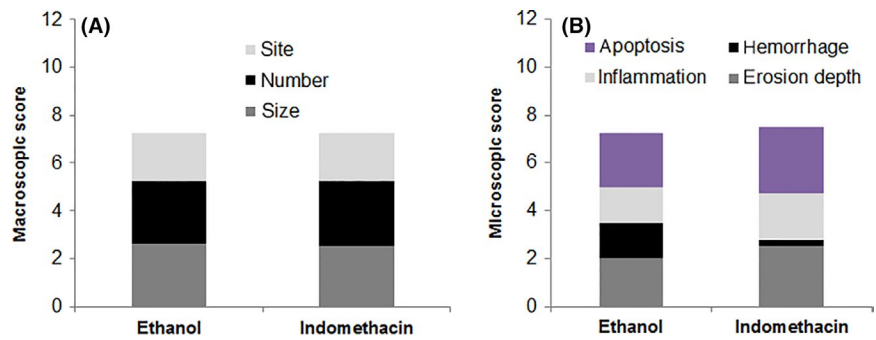 (A)
Macroscopic score
12
10
8
6
4
2
0
Site
Number
Size
Ethanol
Indomethacin
(B)
MIcroscopic score
12
10
8
6
4
2
0
Apoptosis
Hemorrhage
Inflammation
Erosion depth
Ethanol
Indomethacin